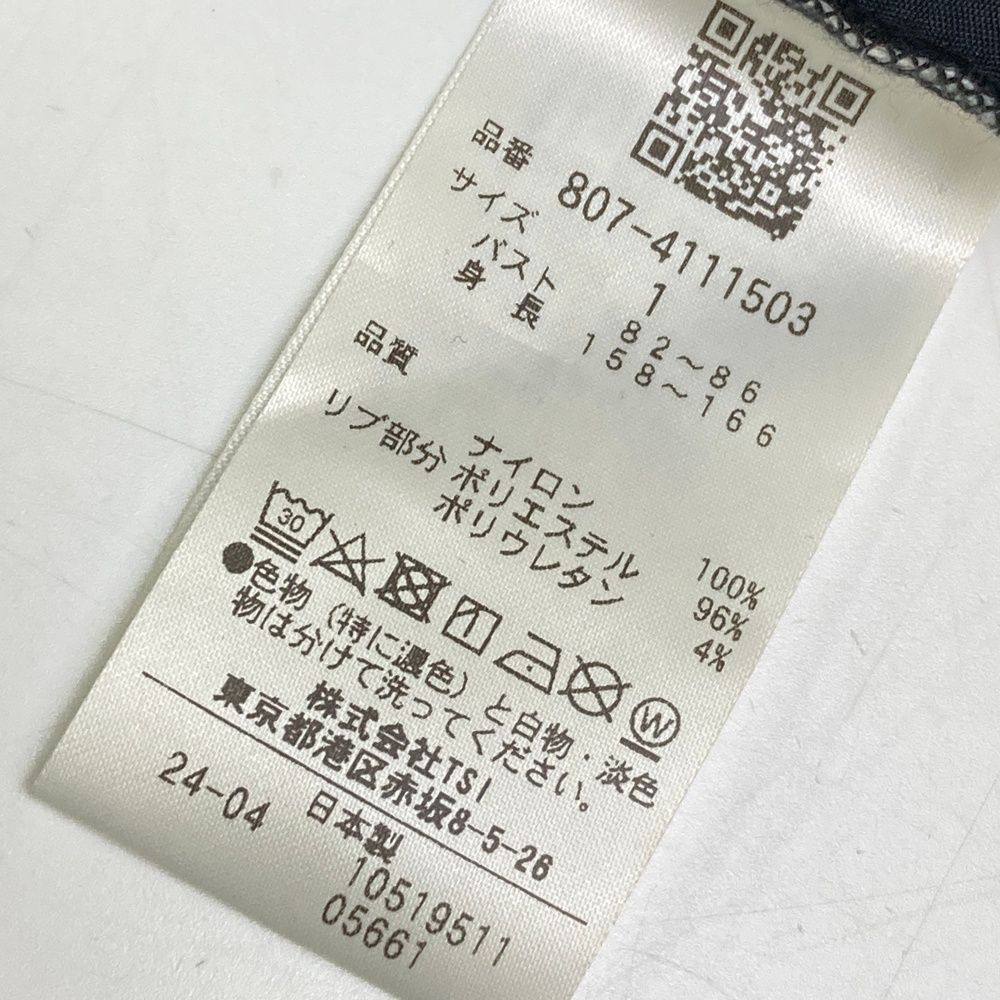 品番 807-4111503
サイズ 1
バスト 82～86
身長 158～166
品質
ナイロン 100%
リブ部分 ポリエステル 96%
ポリウレタン 4%
30 W
●色物(特に濃色)と白物・淡色
物は分けて洗ってください。
株式会社TSI
東京都港区赤坂8-5-26
24-04 日本製
10519511
05661